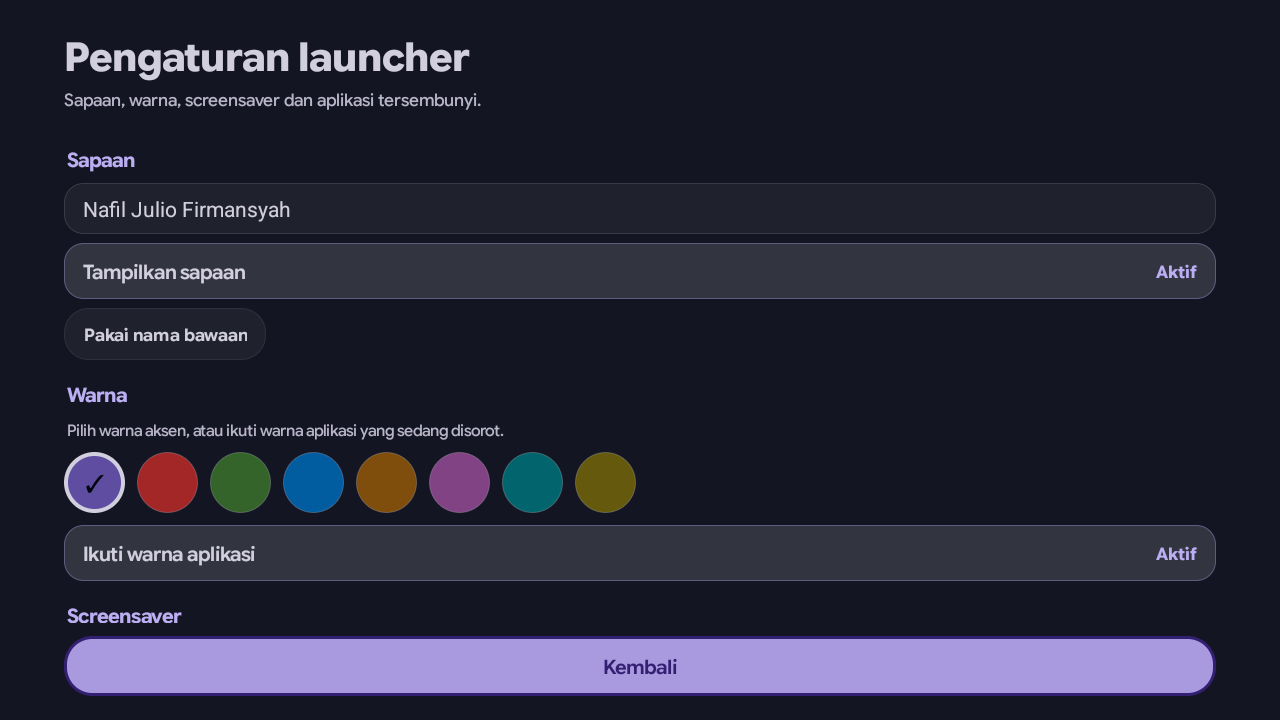 Pengaturan launcher
Sapaan, warna, screensaver dan aplikasi tersembunyi.
Sapaan
Nafil Julio Firmansyah
Tampilkan sapaan Aktif
Pakai nama bawaan
Warna
Pilih warna aksen, atau ikuti warna aplikasi yang sedang disorot.
✓
Ikuti warna aplikasi Aktif
Screensaver
Kembali